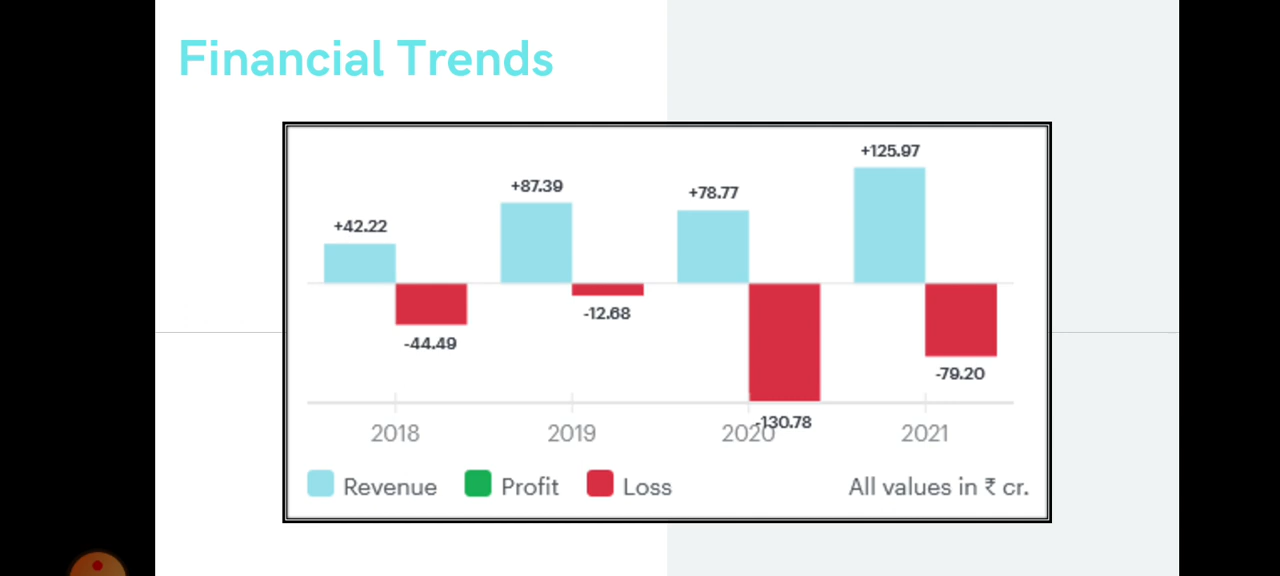 Financial Trends
+125.97
+87.39
+78.77
+42.22
-12.68
-44.49
-79.20
-130.78
2018 2019 2020 2021
Revenue Profit Loss All values in ₹ cr.